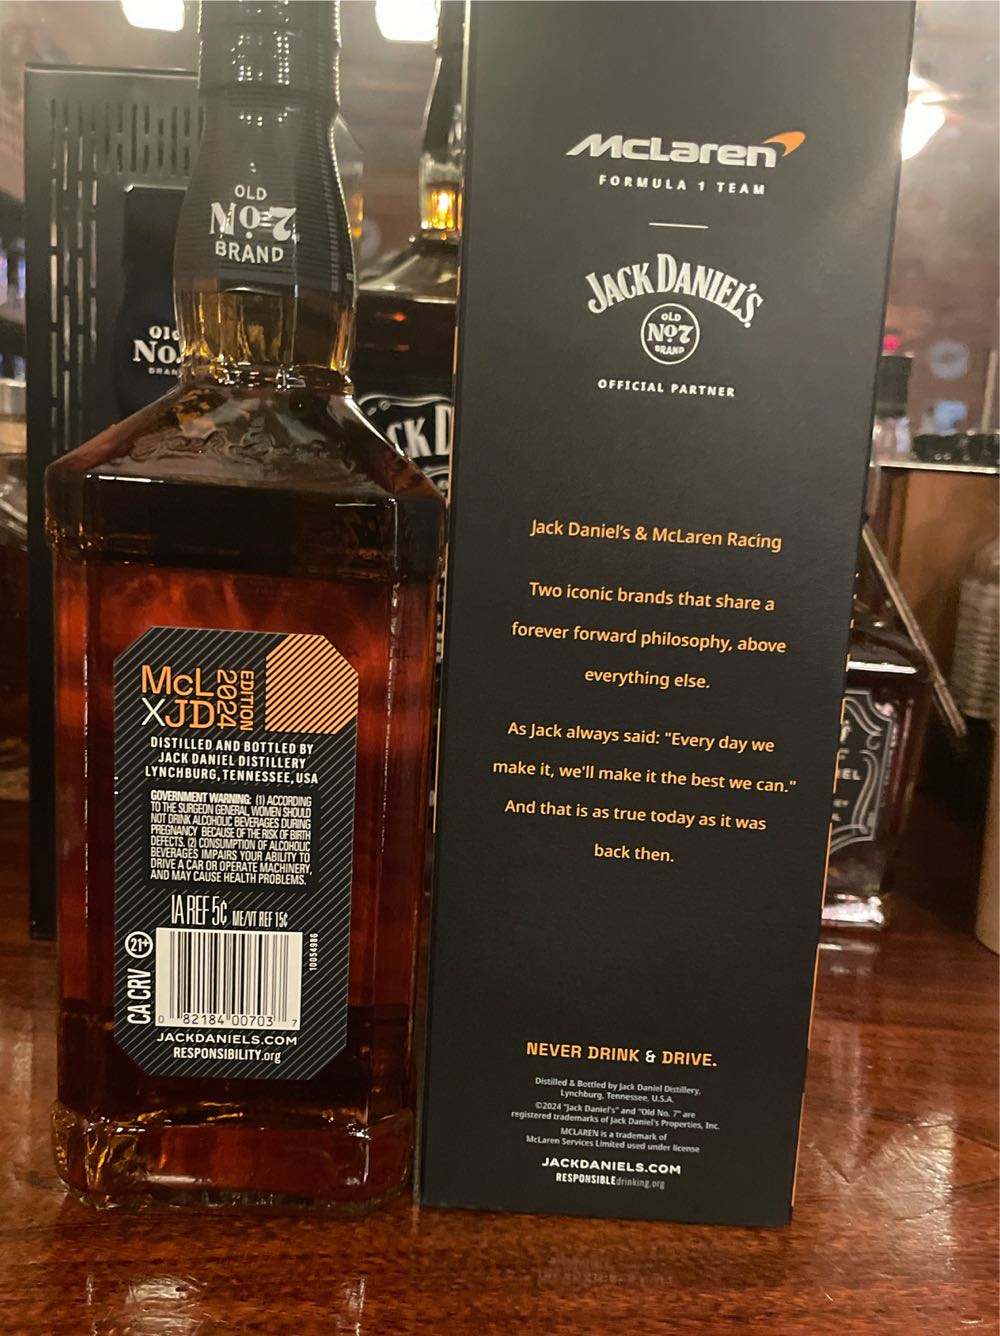 OLD
No7
BRAND
Old
No.
BRAN
CK D
McL
XJD
EDITION
2024
DISTILLED AND BOTTLED BY
JACK DANIEL DISTILLERY
LYNCHBURG, TENNESSEE, USA
GOVERNMENT WARNING: (1) ACCORDING
TO THE SURGEON GENERAL, WOMEN SHOULD
NOT DRINK ALCOHOLIC BEVERAGES DURING
PREGNANCY BECAUSE OF THE RISK OF BIRTH
DEFECTS. (2) CONSUMPTION OF ALCOHOLIC
BEVERAGES IMPAIRS YOUR ABILITY TO
DRIVE A CAR OR OPERATE MACHINERY,
AND MAY CAUSE HEALTH PROBLEMS.
IA REF 5¢ ME/VT REF 15¢
21+
CA CRV
10054986
0 82184 00703 7
JACKDANIELS.COM
RESPONSIBILITY.org
McLaren
FORMULA 1 TEAM
JACK DANIEL'S
OLD
No7
BRAND
OFFICIAL PARTNER
Jack Daniel's & McLaren Racing
Two iconic brands that share a
forever forward philosophy, above
everything else.
As Jack always said: "Every day we
make it, we'll make it the best we can."
And that is as true today as it was
back then.
NEVER DRINK & DRIVE.
Distilled & Bottled by Jack Daniel Distillery,
Lynchburg, Tennessee, U.S.A.
©2024 "Jack Daniel's" and "Old No. 7" are
registered trademarks of Jack Daniel's Properties, Inc.
MCLAREN is a trademark of
McLaren Services Limited used under license
JACKDANIELS.COM
RESPONSIBLEdrinking.org